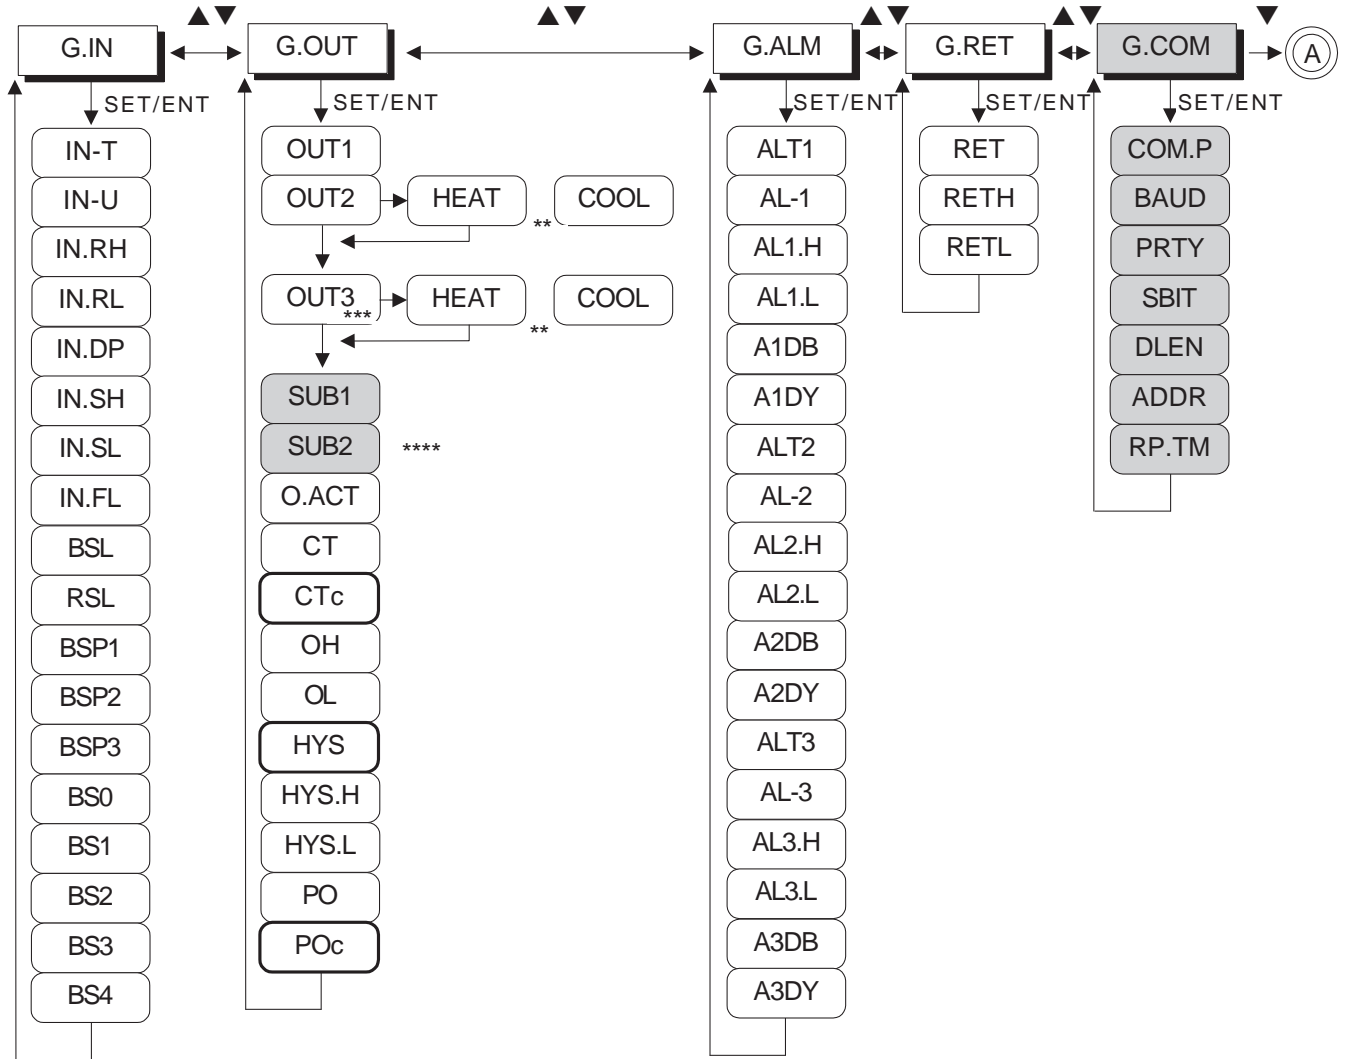 ▲▼ ▲▼ ▲▼ ▲▼ ▼
G.IN G.OUT G.ALM G.RET G.COM A
SET/ENT SET/ENT SET/ENT SET/ENT SET/ENT
IN-T
IN-U
IN.RH
IN.RL
IN.DP
IN.SH
IN.SL
IN.FL
BSL
RSL
BSP1
BSP2
BSP3
BS0
BS1
BS2
BS3
BS4
OUT1
OUT2 HEAT ** COOL
OUT3 *** HEAT ** COOL
SUB1
SUB2 ****
O.ACT
CT
CTc
OH
OL
HYS
HYS.H
HYS.L
PO
POc
ALT1
AL-1
AL1.H
AL1.L
A1DB
A1DY
ALT2
AL-2
AL2.H
AL2.L
A2DB
A2DY
ALT3
AL-3
AL3.H
AL3.L
A3DB
A3DY
RET
RETH
RETL
COM.P
BAUD
PRTY
SBIT
DLEN
ADDR
RP.TM